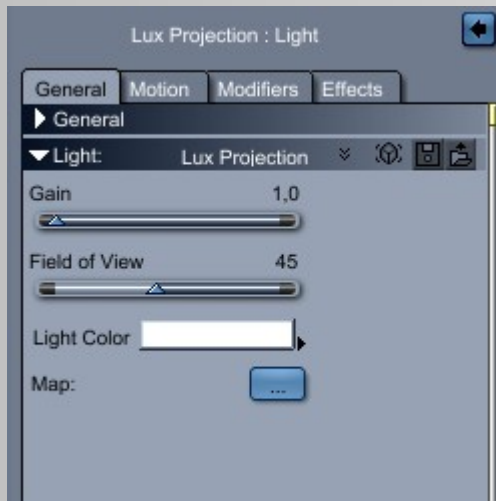 Lux Projection : Light
General Motion Modifiers Effects
General
Light: Lux Projection
Gain 1,0
Field of View 45
Light Color
Map: ...